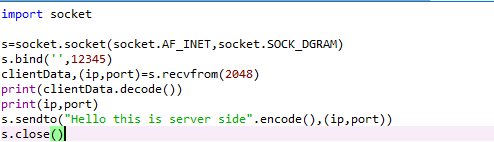 import socket
s=socket.socket(socket.AF_INET,socket.SOCK_DGRAM)
s.bind('',12345)
clientData,(ip,port)=s.recvfrom(2048)
print(clientData.decode())
print(ip,port)
s.sendto("Hello this is server side".encode(),(ip,port))
s.close()